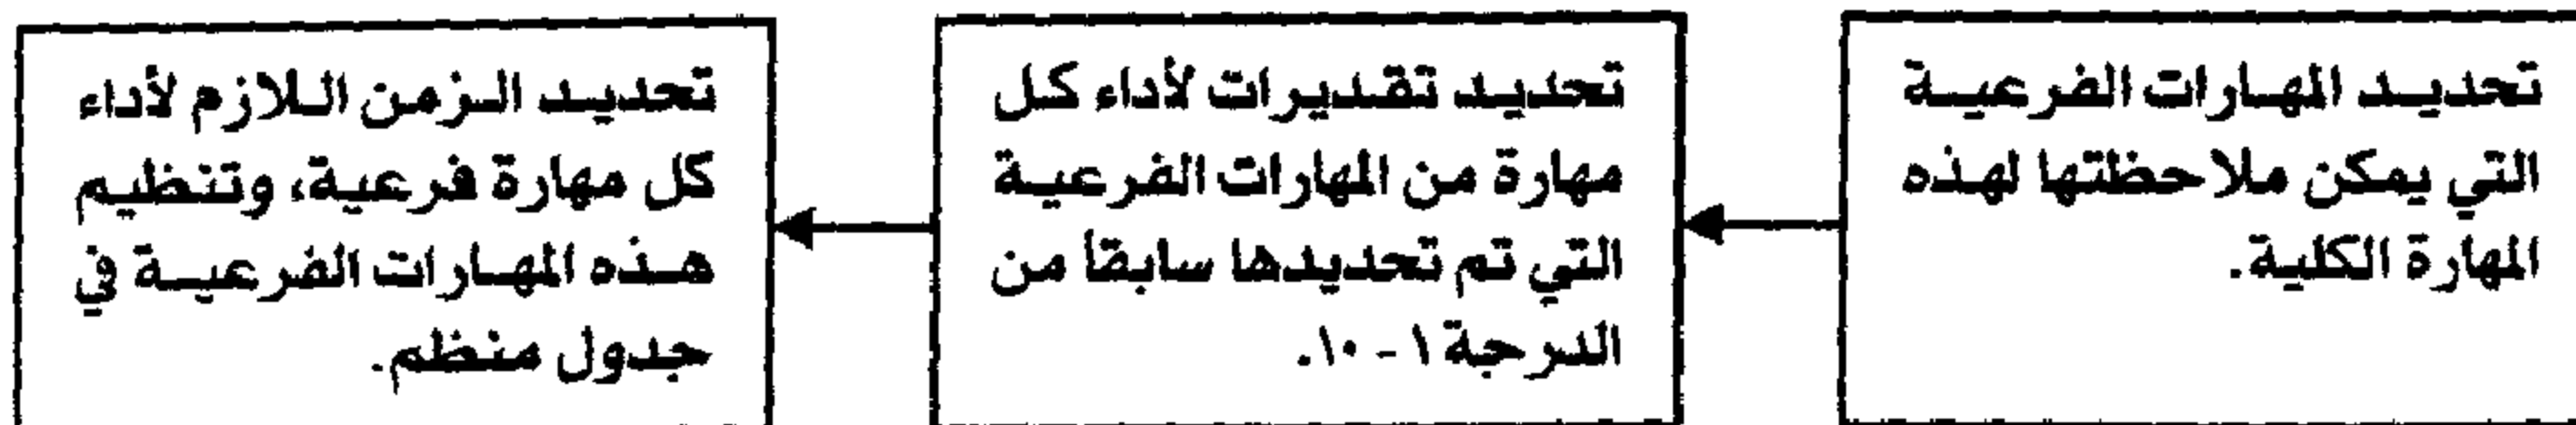 تحديد المهارات الفرعية
التي يمكن ملاحظتها لهذه
المهارة الكلية.
تحديد تقديرات لأداء كل
مهارة من المهارات الفرعية
التي تم تحديدها سابقاً من
الدرجة ١ - ١٠.
تحديد الزمن اللازم لأداء
كل مهارة فرعية، وتنظيم
هذه المهارات الفرعية في
جدول منظم.